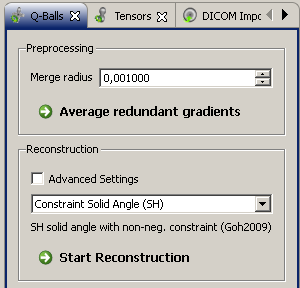 Q-Balls Tensors DICOM Impo
Preprocessing
Merge radius 0,001000
Average redundant gradients
Reconstruction
Advanced Settings
Constraint Solid Angle (SH)
SH solid angle with non-neg. constraint (Goh2009)
Start Reconstruction